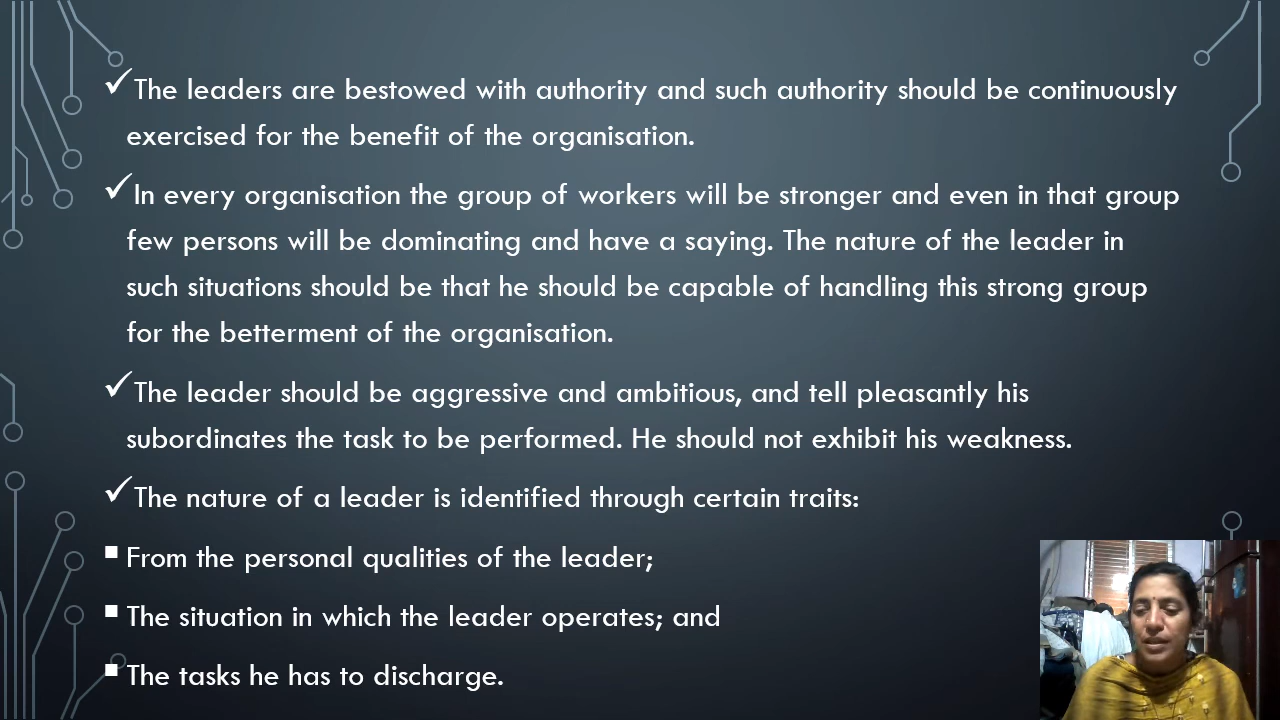 ✓The leaders are bestowed with authority and such authority should be continuously
exercised for the benefit of the organisation.
✓In every organisation the group of workers will be stronger and even in that group
few persons will be dominating and have a saying. The nature of the leader in
such situations should be that he should be capable of handling this strong group
for the betterment of the organisation.
✓The leader should be aggressive and ambitious, and tell pleasantly his
subordinates the task to be performed. He should not exhibit his weakness.
✓The nature of a leader is identified through certain traits:
▪ From the personal qualities of the leader;
▪ The situation in which the leader operates; and
▪ The tasks he has to discharge.